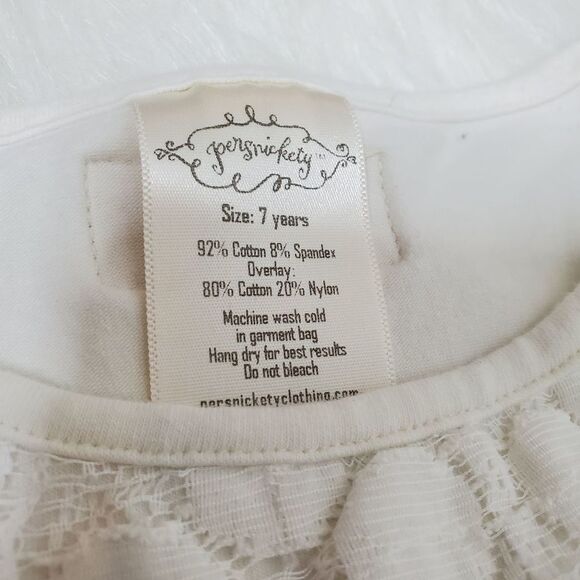 persnickety™
Size: 7 years
92% Cotton 8% Spandex
Overlay:
80% Cotton 20% Nylon
Machine wash cold
in garment bag
Hang dry for best results
Do not bleach
persnicketyclothing.com